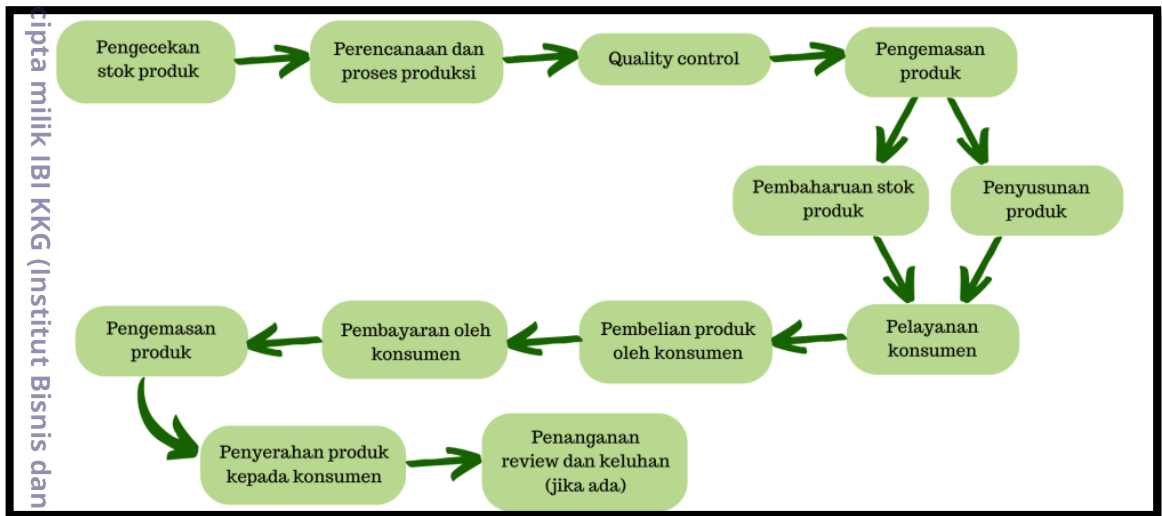 Pengecekan
stok produk
Perencanaan dan
proses produksi
Quality control
Pengemasan
produk
Pembaharuan stok
produk
Penyusunan
produk
Pelayanan
konsumen
Pembelian produk
oleh konsumen
Pembayaran oleh
konsumen
Pengemasan
produk
Penyerahan produk
kepada konsumen
Penanganan
review dan keluhan
(jika ada)
cipta milik IBI KKG (Institut Bisnis dan